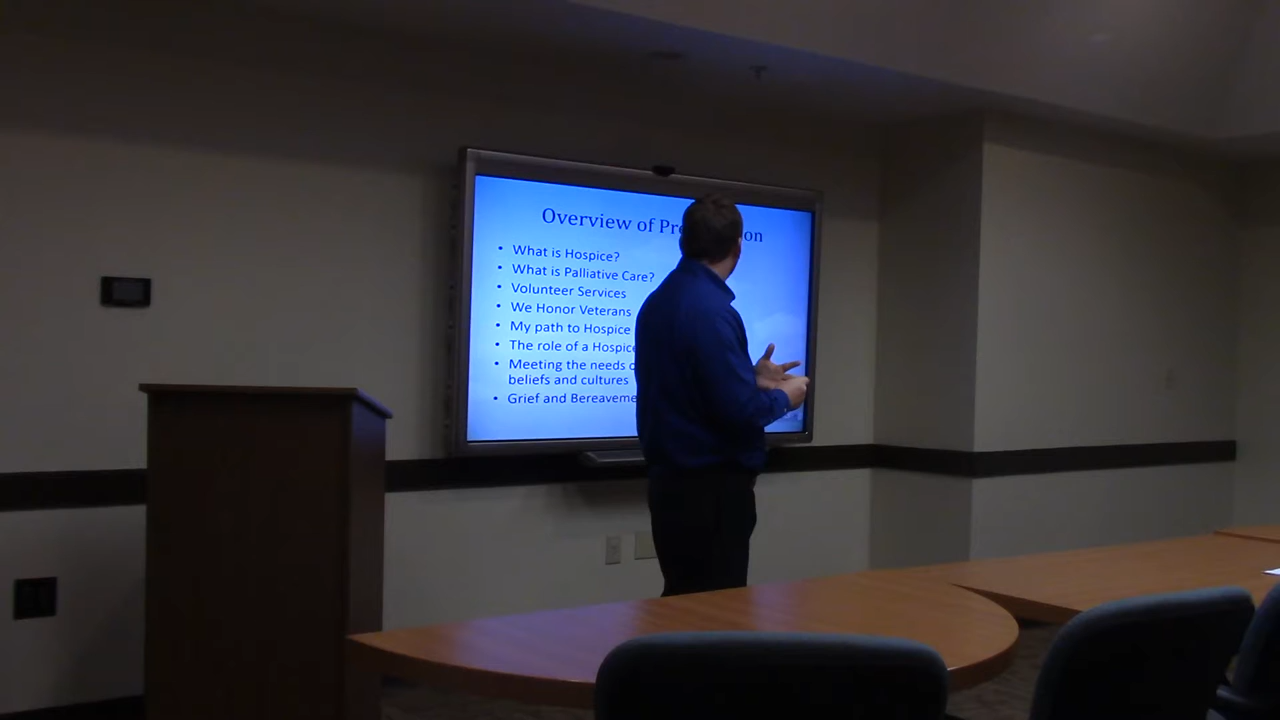 Overview of Pre on
• What is Hospice?
• What is Palliative Care?
• Volunteer Services
• We Honor Veterans
• My path to Hospice
• The role of a Hospice
• Meeting the needs
beliefs and cultures
• Grief and Bereaveme